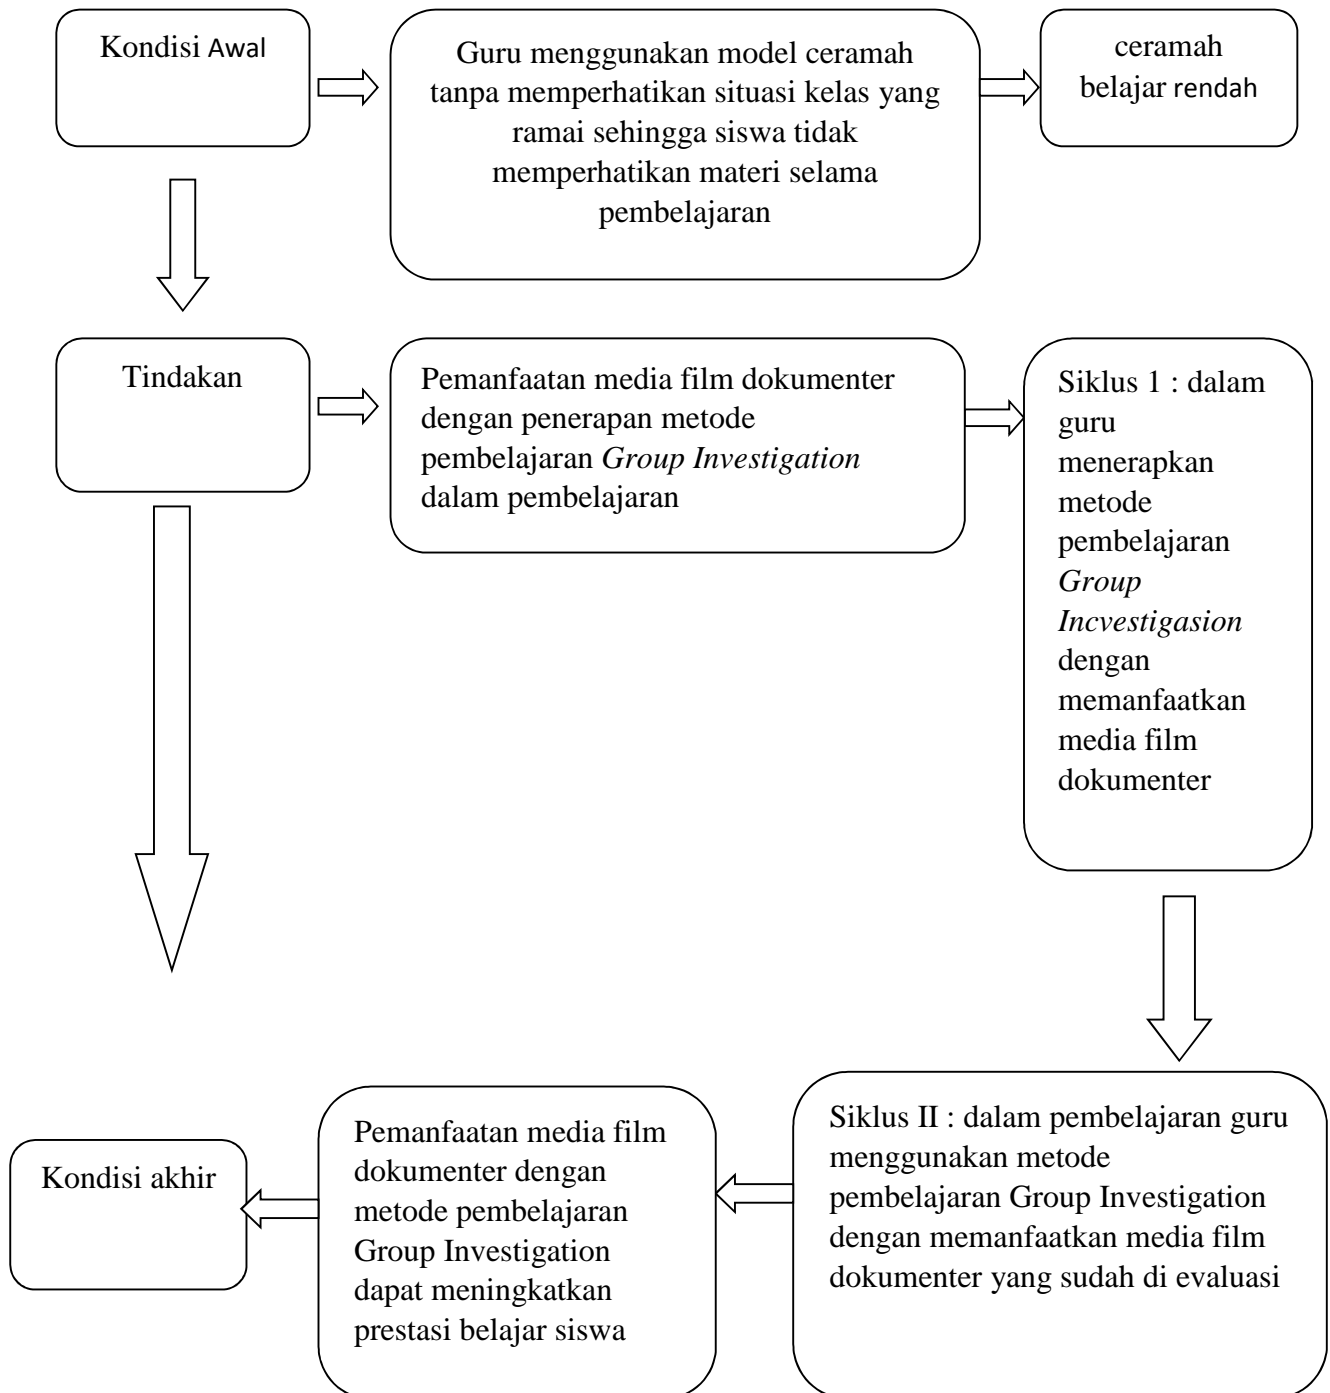 Kondisi Awal
Guru menggunakan model ceramah
tanpa memperhatikan situasi kelas yang
ramai sehingga siswa tidak
memperhatikan materi selama
pembelajaran
ceramah
belajar rendah
Tindakan
Pemanfaatan media film dokumenter
dengan penerapan metode
pembelajaran Group Investigation
dalam pembelajaran
Siklus 1 : dalam
guru
menerapkan
metode
pembelajaran
Group
Incvestigasion
dengan
memanfaatkan
media film
dokumenter
Siklus II : dalam pembelajaran guru
menggunakan metode
pembelajaran Group Investigation
dengan memanfaatkan media film
dokumenter yang sudah di evaluasi
Pemanfaatan media film
dokumenter dengan
metode pembelajaran
Group Investigation
dapat meningkatkan
prestasi belajar siswa
Kondisi akhir